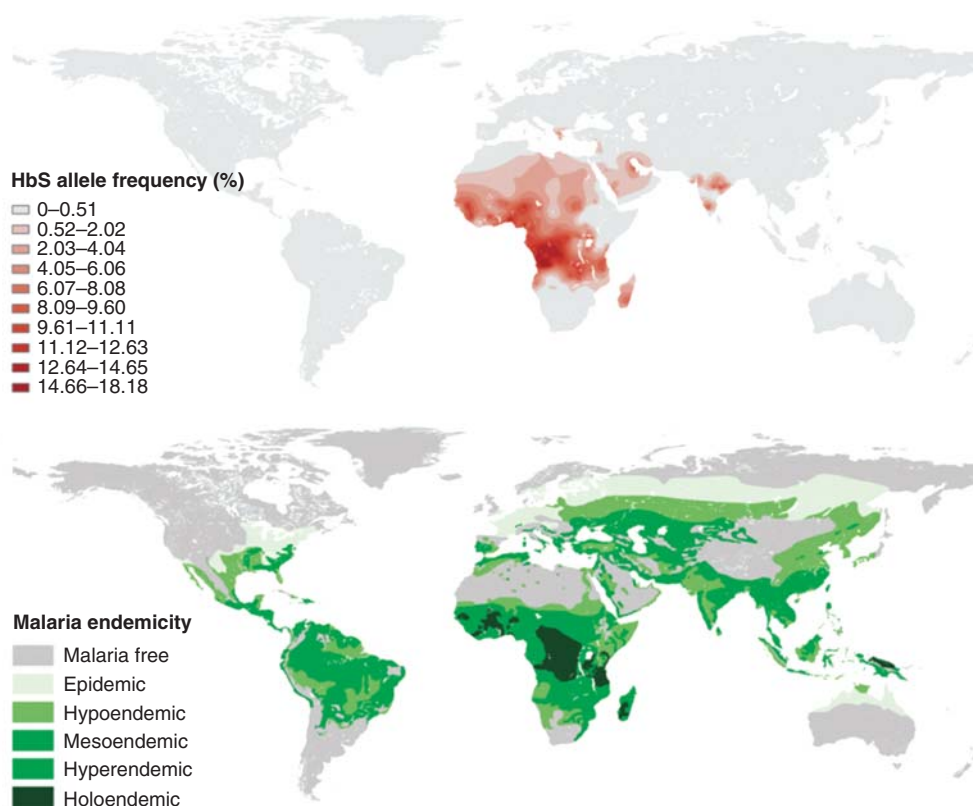 HbS allele frequency (%)
0–0.51
0.52–2.02
2.03–4.04
4.05–6.06
6.07–8.08
8.09–9.60
9.61–11.11
11.12–12.63
12.64–14.65
14.66–18.18
Malaria endemicity
Malaria free
Epidemic
Hypoendemic
Mesoendemic
Hyperendemic
Holoendemic